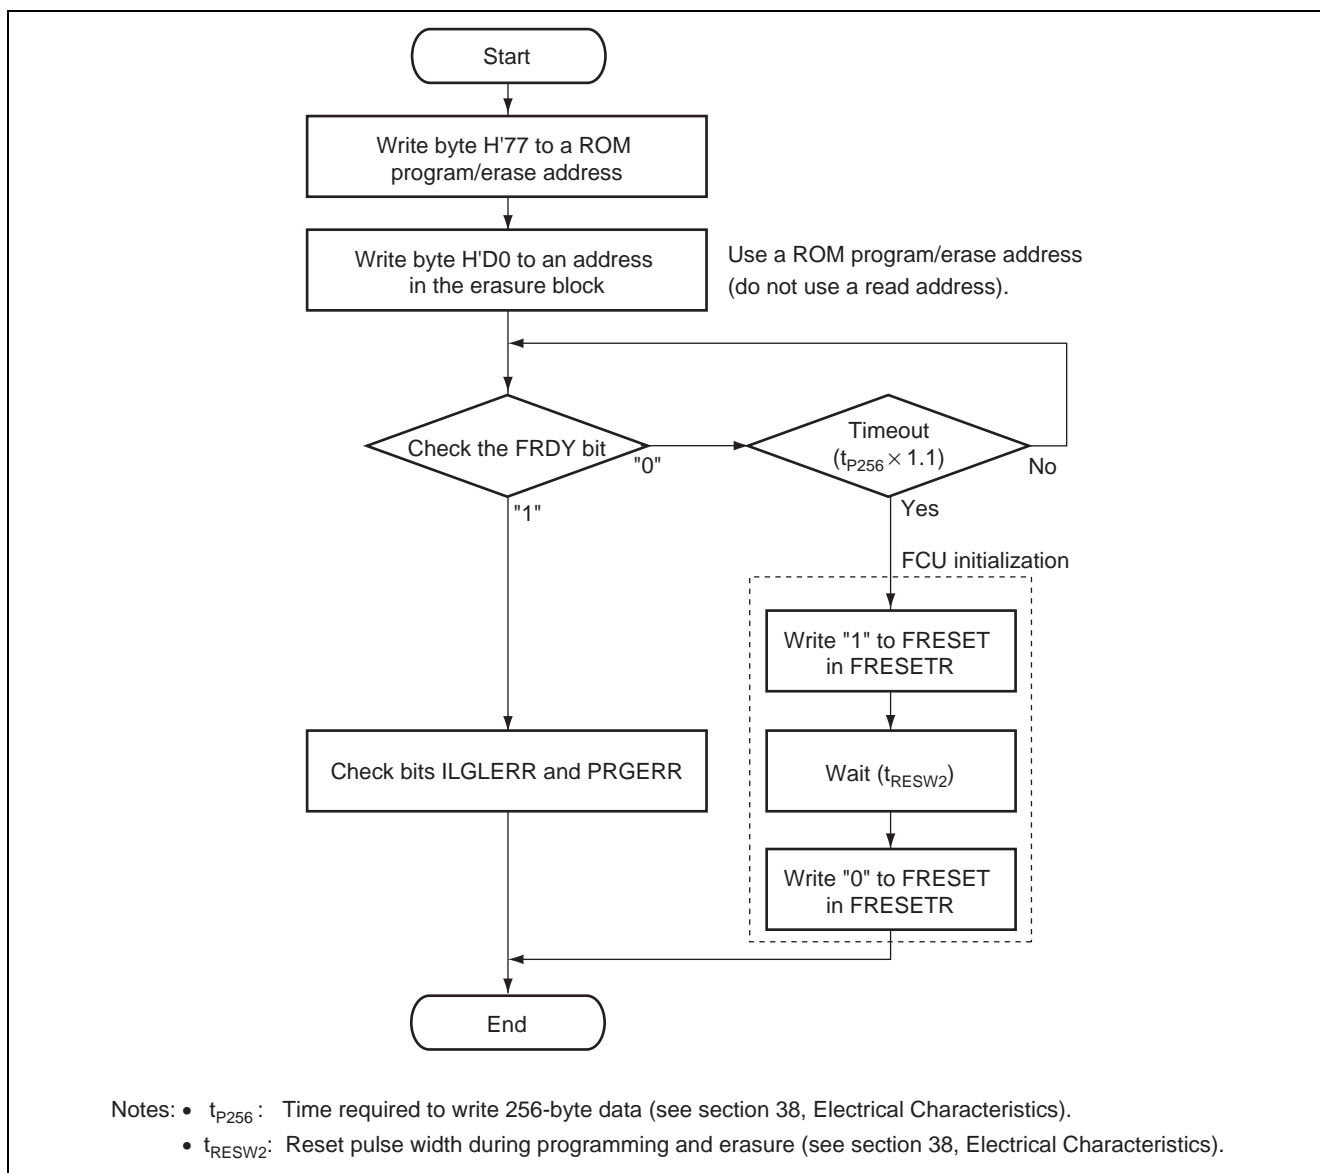 Start
Write byte H'77 to a ROM
program/erase address
Write byte H'D0 to an address
in the erasure block
Use a ROM program/erase address
(do not use a read address).
Check the FRDY bit
"0"
"1"
Timeout
(tP256 × 1.1)
No
Yes
FCU initialization
Write "1" to FRESET
in FRESETR
Check bits ILGLERR and PRGERR
Wait (tRESW2)
Write "0" to FRESET
in FRESETR
End
Notes: • tP256 : Time required to write 256-byte data (see section 38, Electrical Characteristics).
• tRESW2: Reset pulse width during programming and erasure (see section 38, Electrical Characteristics).